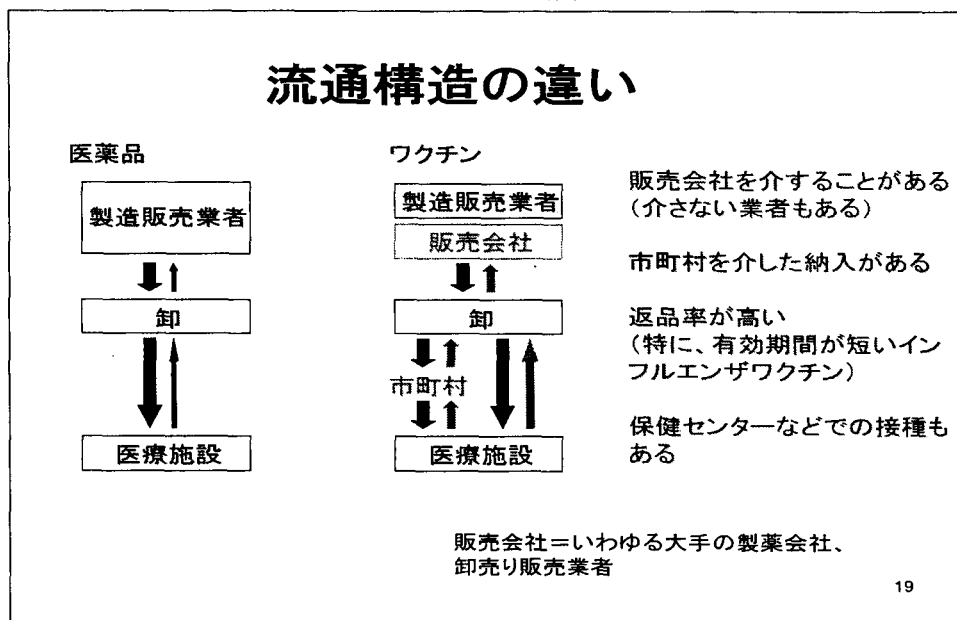 流通構造の違い
医薬品
製造販売業者
卸
医療施設
ワクチン
製造販売業者
販売会社
卸
市町村
医療施設
販売会社を介することがある
（介さない業者もある）
市町村を介した納入がある
返品率が高い
（特に、有効期間が短いイン
フルエンザワクチン）
保健センターなどでの接種も
ある
販売会社＝いわゆる大手の製薬会社、
卸売り販売業者
19